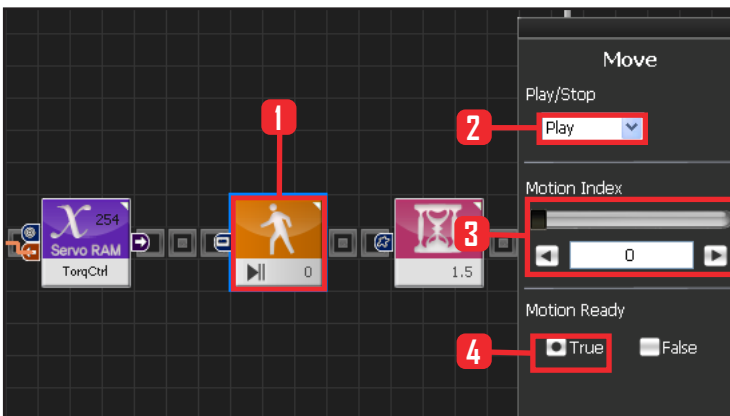 Move
Play/Stop
1
2
Play
Motion Index
X 254
Servo RAM
TorqCtrl
0
1.5
3
0
Motion Ready
4
True
False